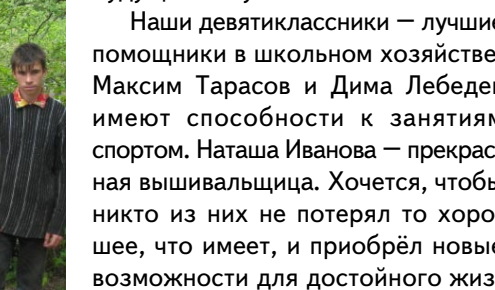 Наши девятиклассники — лучшие
помощники в школьном хозяйстве
Максим Тарасов и Дима Лебедев
имеют способности к занятиям
спортом. Наташа Иванова — прекрас
ная вышивальщица. Хочется, чтобы
никто из них не потерял то хоро
шее, что имеет, и приобрёл новые
возможности для достойного жиз